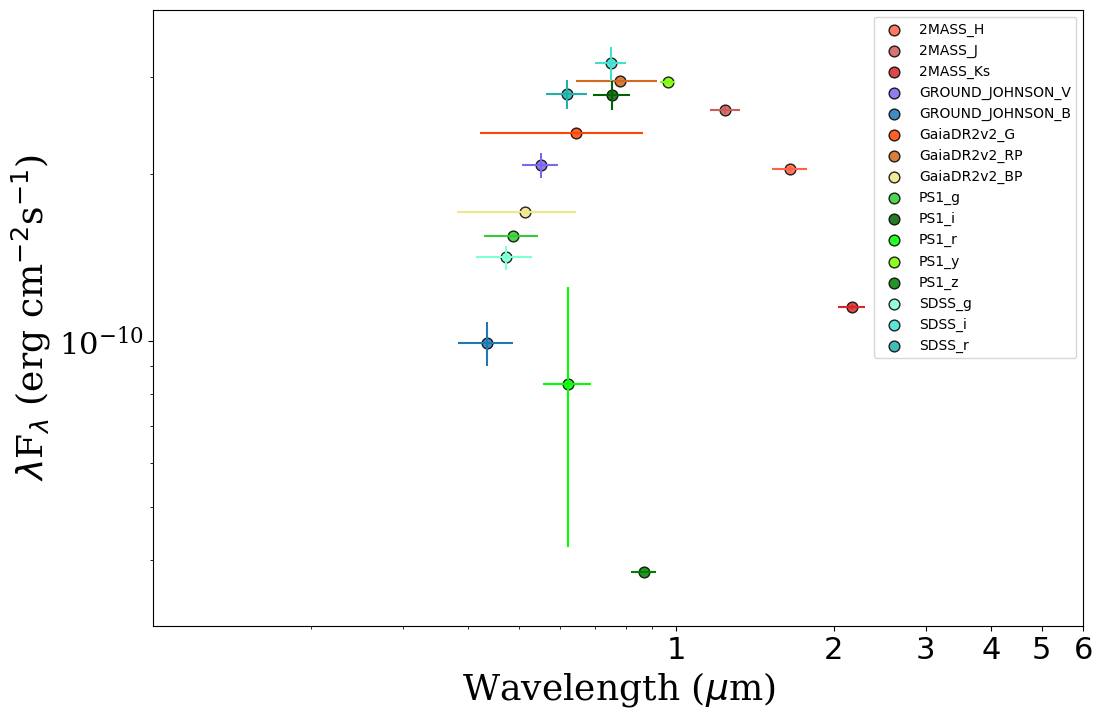 λF_λ (erg cm⁻²s⁻¹)
10⁻¹⁰
2MASS_H
2MASS_J
2MASS_Ks
GROUND_JOHNSON_V
GROUND_JOHNSON_B
GaiaDR2v2_G
GaiaDR2v2_RP
GaiaDR2v2_BP
PS1_g
PS1_i
PS1_r
PS1_y
PS1_z
SDSS_g
SDSS_i
SDSS_r
1 2 3 4 5 6
Wavelength (μm)